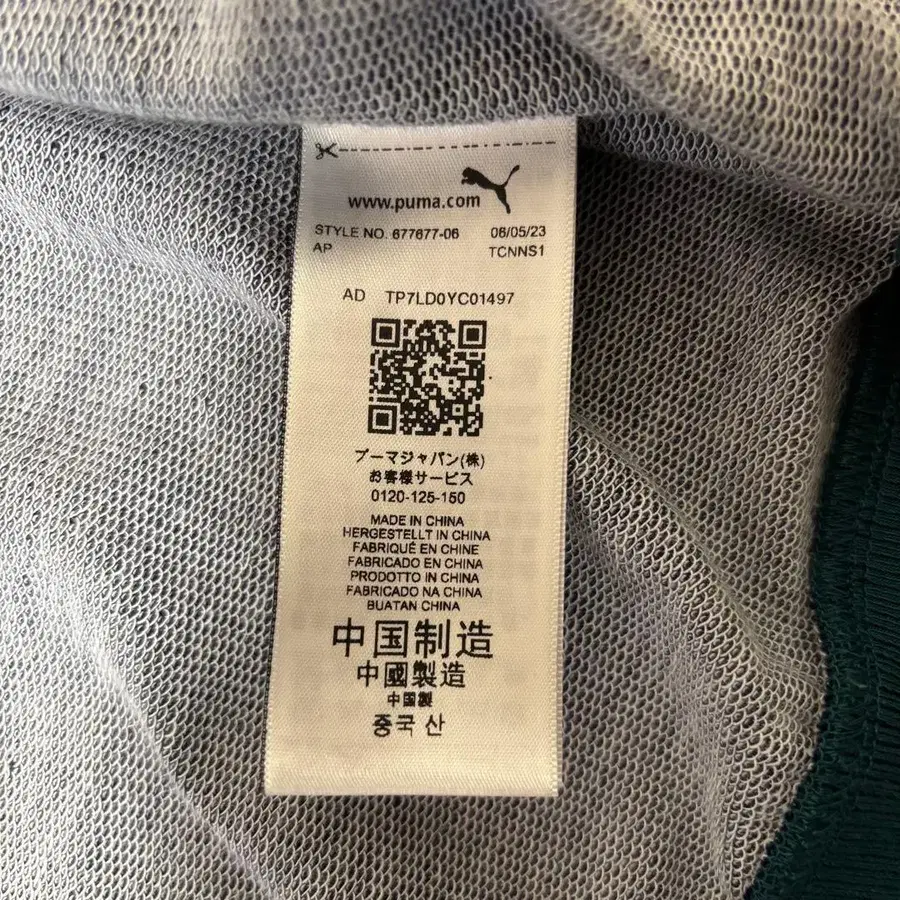 www.puma.com
STYLE NO. 677677-06 06/05/23
AP TCNNS1
AD TP7LD0YC01497
プーマジャパン(株)
お客様サービス
0120-125-150
MADE IN CHINA
HERGESTELLT IN CHINA
FABRIQUÉ EN CHINE
FABRICADO EN CHINA
PRODOTTO IN CHINA
FABRICADO NA CHINA
BUATAN CHINA
中国制造
中國製造
中国製
중국 산